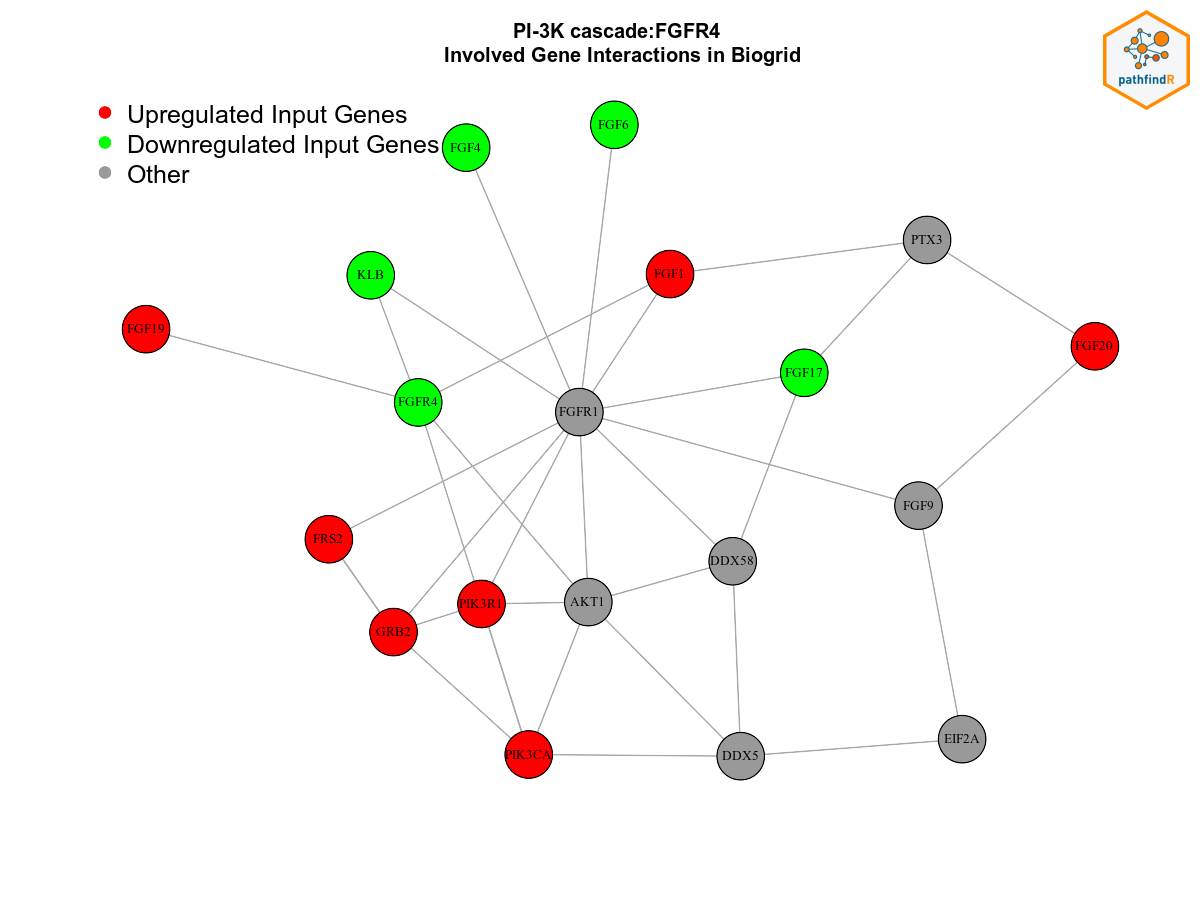 PI-3K cascade:FGFR4
Involved Gene Interactions in Biogrid
pathfindR
Upregulated Input Genes
Downregulated Input Genes
Other
FGF6
FGF4
PTX3
KLB
FGF1
FGF19
FGF20
FGF17
FGFR4
FGFR1
FGF9
FRS2
DDX58
PIK3R1
AKT1
GRB2
EIF2A
PIK3CA
DDX5